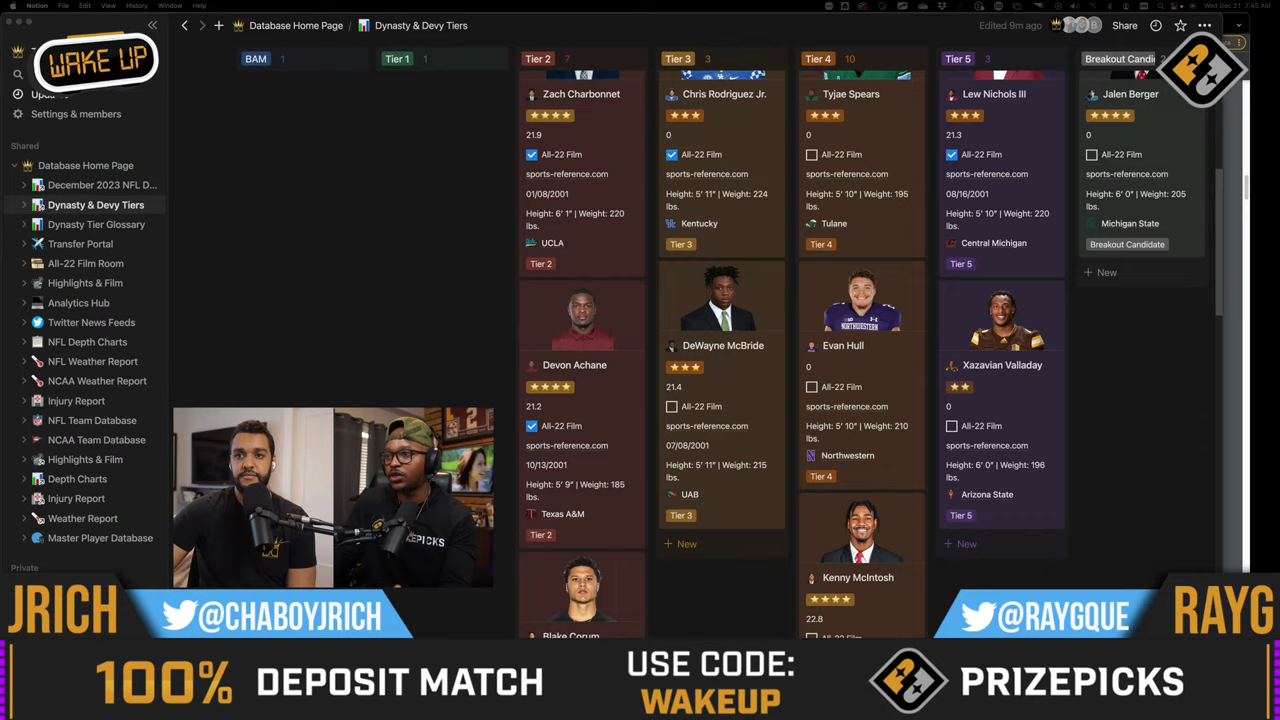 Notion File Edit View History Window Help
Wed Dec 21 7:45 AM
Database Home Page / Dynasty & Devy Tiers
Edited 9m ago
B
Share
WAKE UP
Settings & members
Shared
Database Home Page
December 2023 NFL D...
Dynasty & Devy Tiers
Dynasty Tier Glossary
Transfer Portal
All-22 Film Room
Highlights & Film
Analytics Hub
Twitter News Feeds
NFL Depth Charts
NFL Weather Report
NCAA Weather Report
Injury Report
NFL Team Database
NCAA Team Database
Highlights & Film
Depth Charts
Injury Report
Weather Report
Master Player Database
Private
BAM 1
Tier 1 1
Tier 2 7
Zach Charbonnet
21.9
All-22 Film
sports-reference.com
01/08/2001
Height: 6' 1" | Weight: 220
lbs.
UCLA
Tier 2
Devon Achane
21.2
All-22 Film
sports-reference.com
10/13/2001
Height: 5' 9" | Weight: 185
lbs.
Texas A&M
Tier 2
Blake Corum
Tier 3 3
Chris Rodriguez Jr.
0
All-22 Film
sports-reference.com
Height: 5' 11" | Weight: 224
lbs.
Kentucky
Tier 3
DeWayne McBride
21.4
All-22 Film
sports-reference.com
07/08/2001
Height: 5' 11" | Weight: 215
lbs.
UAB
Tier 3
+ New
Tier 4 10
Tyjae Spears
0
All-22 Film
sports-reference.com
Height: 5' 10" | Weight: 195
lbs.
Tulane
Tier 4
NORTHWESTERN
Evan Hull
0
All-22 Film
sports-reference.com
Height: 5' 10" | Weight: 210
lbs.
Northwestern
Tier 4
Kenny McIntosh
22.8
Tier 5 3
Lew Nichols III
21.3
All-22 Film
sports-reference.com
08/16/2001
Height: 5' 10" | Weight: 220
lbs.
Central Michigan
Tier 5
Xazavian Valladay
0
All-22 Film
sports-reference.com
Height: 6' 0" | Weight: 196
lbs.
Arizona State
Tier 5
+ New
Breakout Candid
Jalen Berger
0
All-22 Film
sports-reference.com
Height: 6' 0" | Weight: 205
lbs.
Michigan State
Breakout Candidate
+ New
JRICH
@CHABOYJRICH
@RAYGQUE
RAYG
100% DEPOSIT MATCH
USE CODE:
WAKEUP
PRIZEPICKS